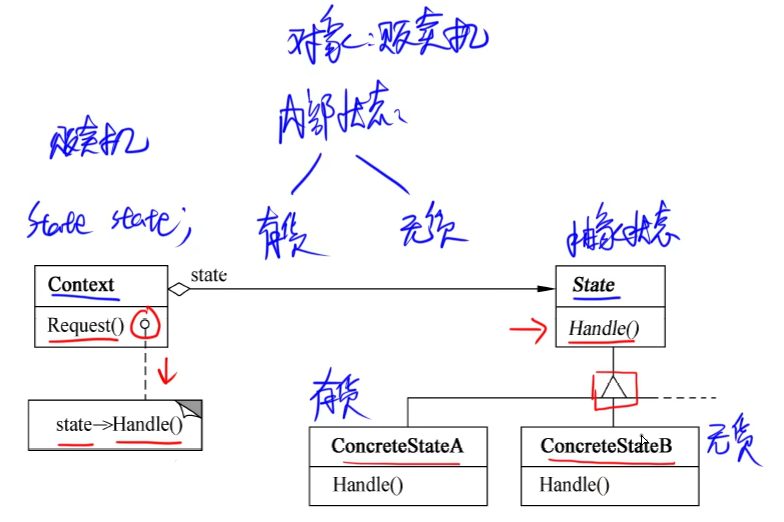 对象:贩卖机
内部状态:
贩卖机
State state;
有货
无货
抽象状态
Context
state
State
Request()
Handle()
state->Handle()
有货
ConcreteStateA
ConcreteStateB
无货
Handle()
Handle()